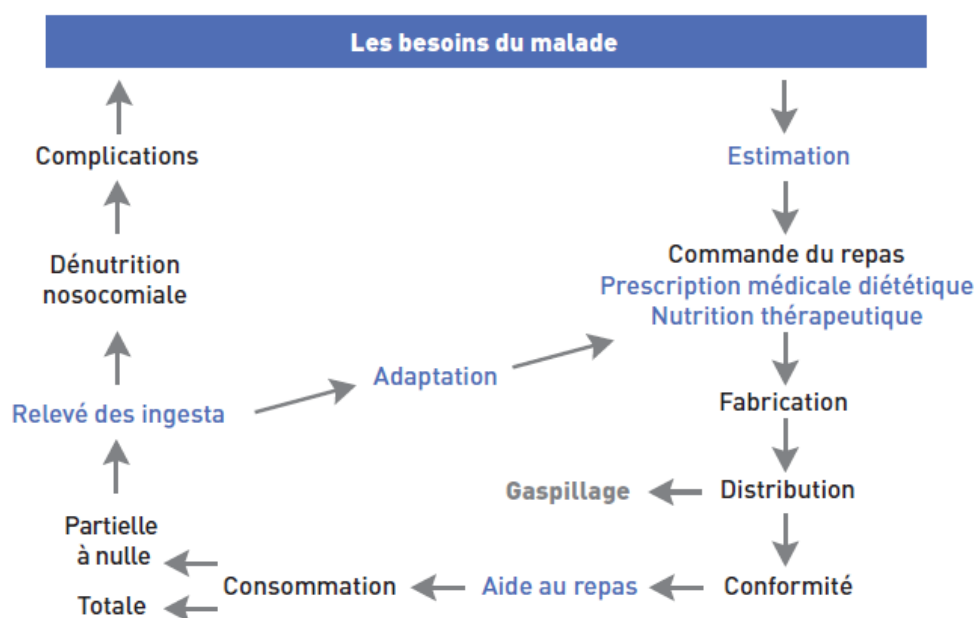 Les besoins du malade
Complications
Estimation
Dénutrition
nosocomiale
Commande du repas
Prescription médicale diététique
Nutrition thérapeutique
Adaptation
Relevé des ingesta
Fabrication
Gaspillage
Distribution
Partielle
à nulle
Totale
Consommation
Aide au repas
Conformité